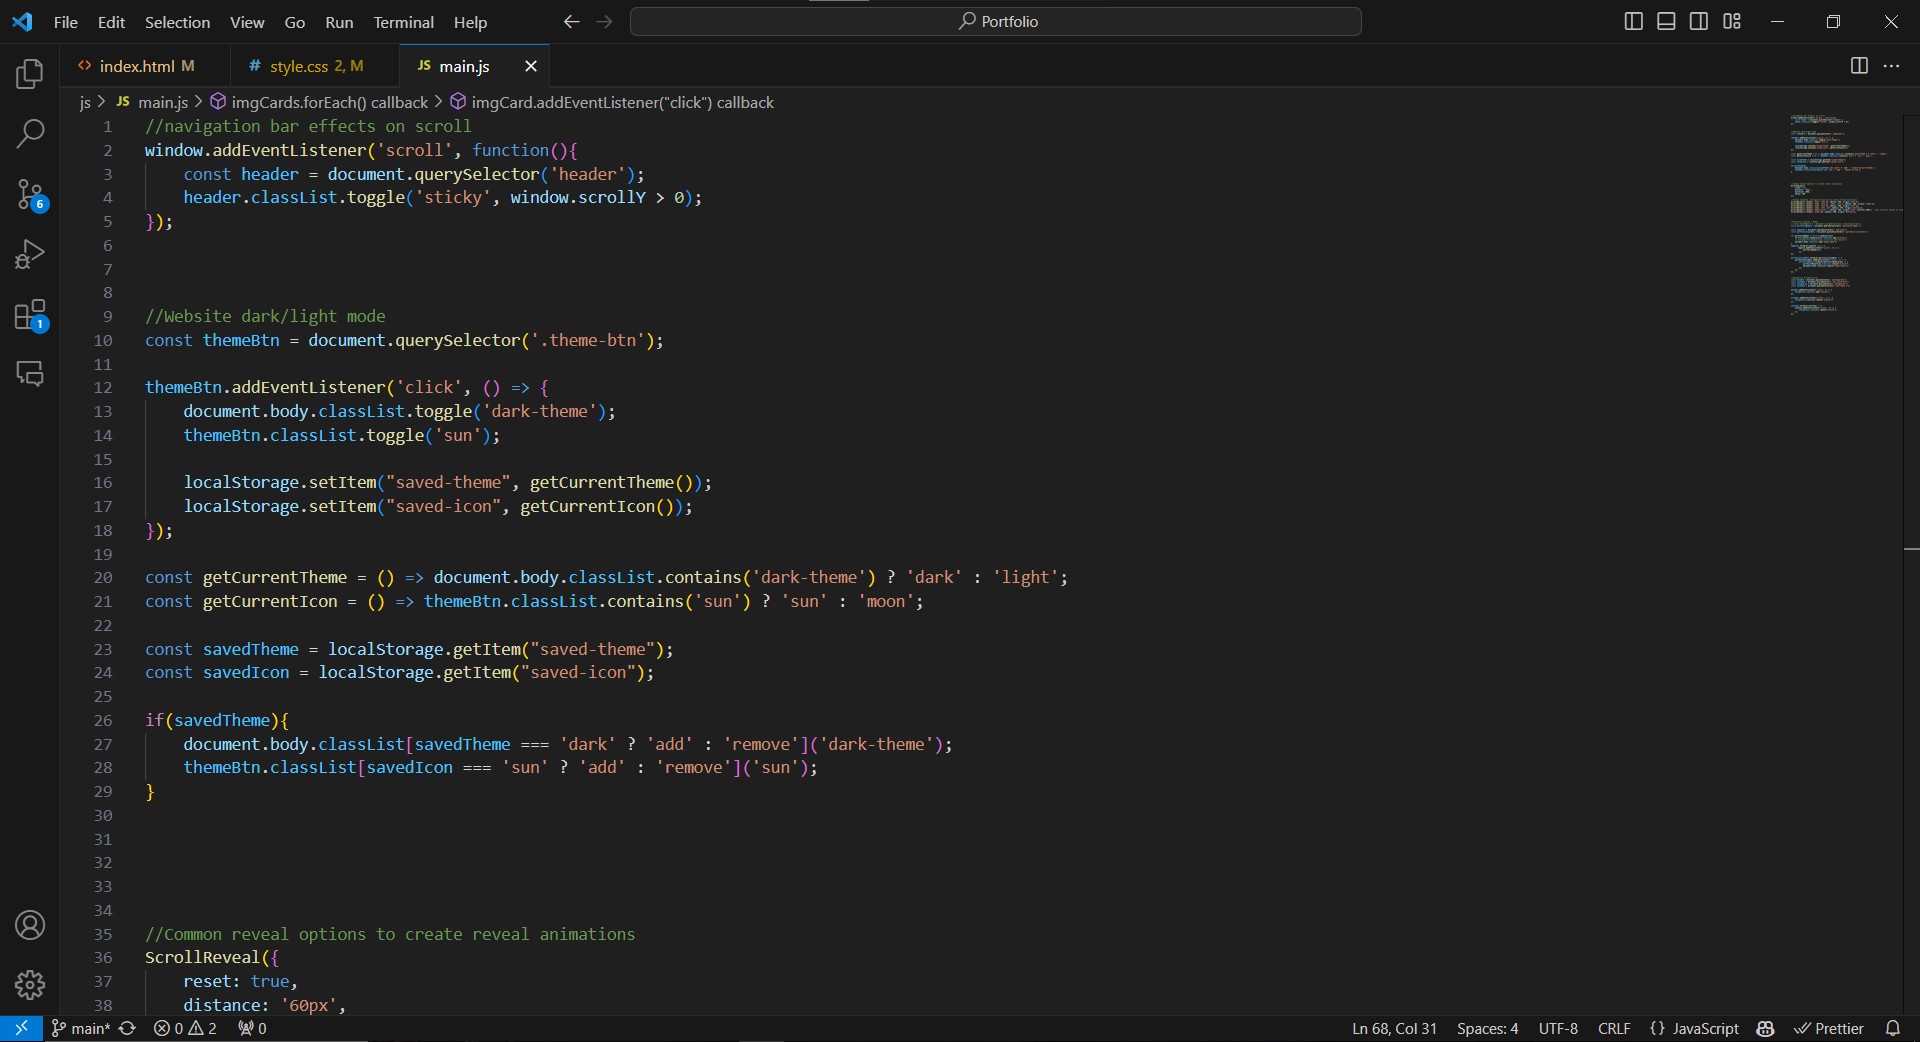 File Edit Selection View Go Run Terminal Help Portfolio
index.html M style.css 2, M JS main.js
js > JS main.js > imgCards.forEach() callback > imgCard.addEventListener("click") callback
1 //navigation bar effects on scroll
2 window.addEventListener('scroll', function(){
3 const header = document.querySelector('header');
4 header.classList.toggle('sticky', window.scrollY > 0);
5 });
6
7
8
9 //Website dark/light mode
10 const themeBtn = document.querySelector('.theme-btn');
11
12 themeBtn.addEventListener('click', () => {
13 document.body.classList.toggle('dark-theme');
14 themeBtn.classList.toggle('sun');
15
16 localStorage.setItem("saved-theme", getCurrentTheme());
17 localStorage.setItem("saved-icon", getCurrentIcon());
18 });
19
20 const getCurrentTheme = () => document.body.classList.contains('dark-theme') ? 'dark' : 'light';
21 const getCurrentIcon = () => themeBtn.classList.contains('sun') ? 'sun' : 'moon';
22
23 const savedTheme = localStorage.getItem("saved-theme");
24 const savedIcon = localStorage.getItem("saved-icon");
25
26 if(savedTheme){
27 document.body.classList[savedTheme === 'dark' ? 'add' : 'remove']('dark-theme');
28 themeBtn.classList[savedIcon === 'sun' ? 'add' : 'remove']('sun');
29 }
30
31
32
33
34
35 //Common reveal options to create reveal animations
36 ScrollReveal({
37 reset: true,
38 distance: '60px',
6
1
main* 0 2 0 Ln 68, Col 31 Spaces: 4 UTF-8 CRLF {} JavaScript Prettier